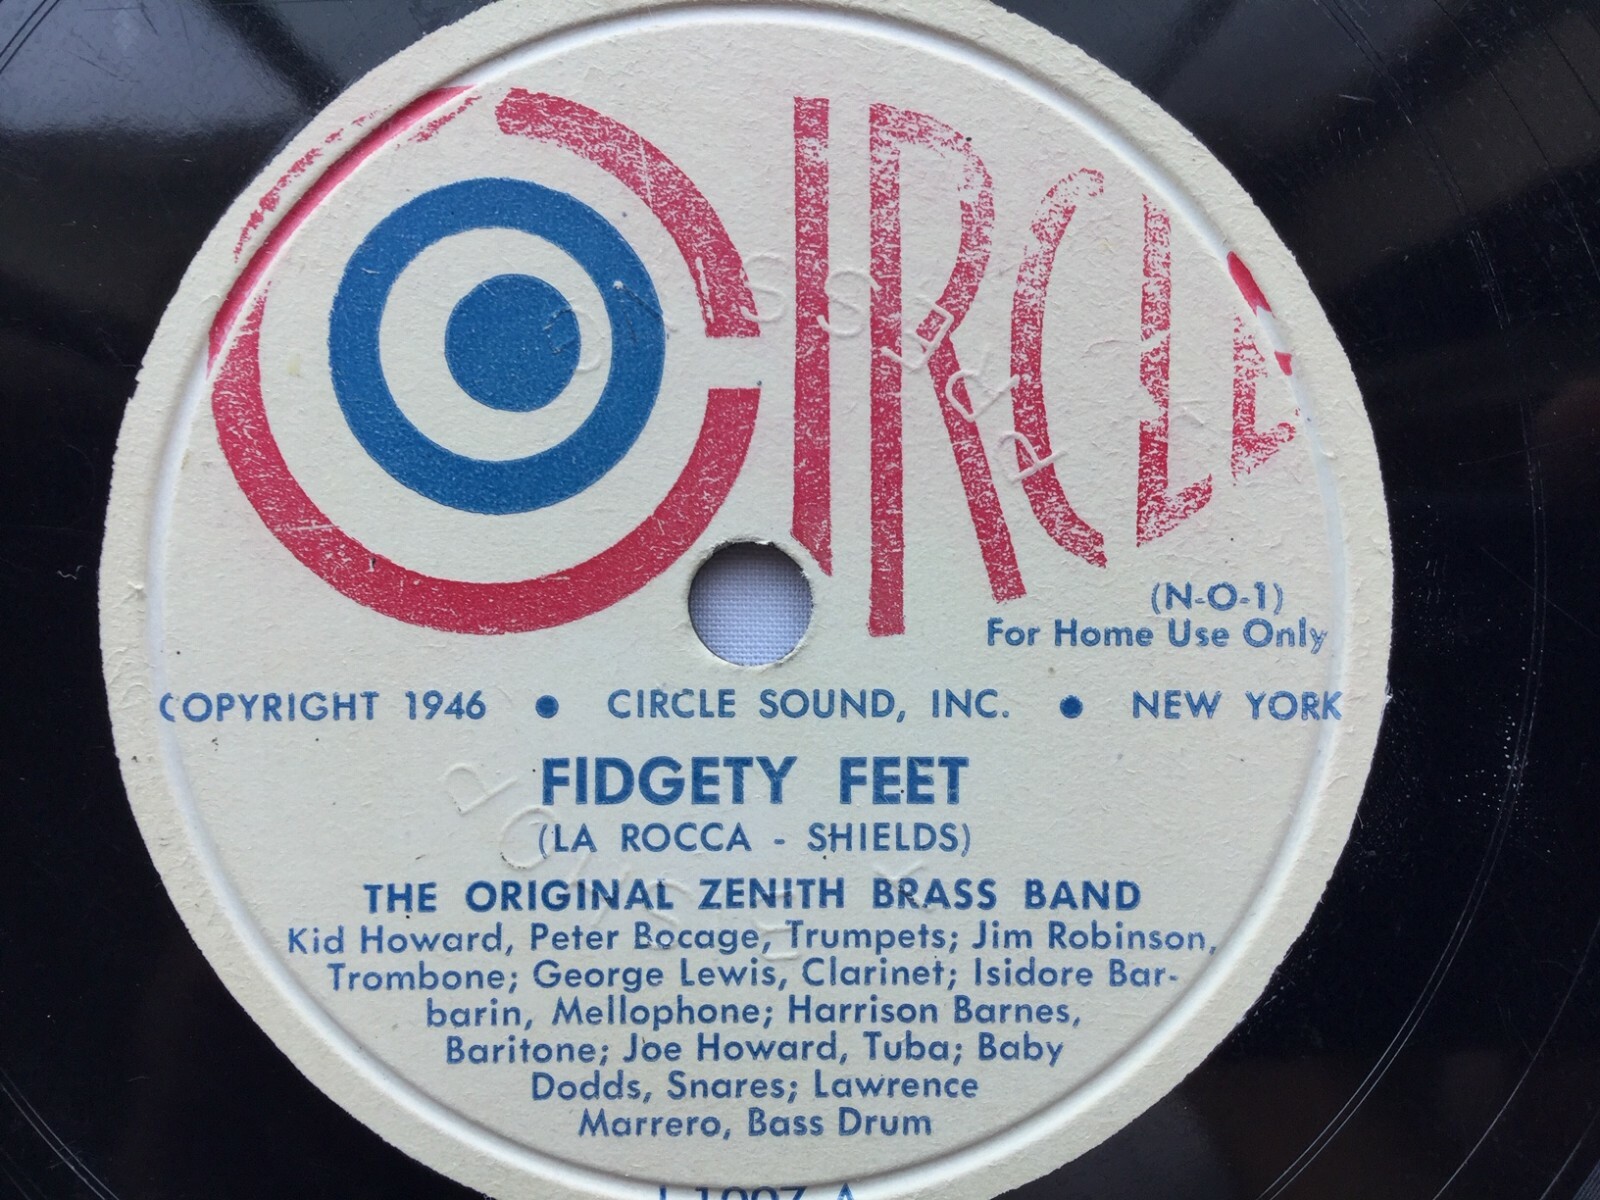 CIRCLE
(N-O-1)
For Home Use Only
COPYRIGHT 1946 • CIRCLE SOUND, INC. • NEW YORK
FIDGETY FEET
(LA ROCCA - SHIELDS)
THE ORIGINAL ZENITH BRASS BAND
Kid Howard, Peter Bocage, Trumpets; Jim Robinson,
Trombone; George Lewis, Clarinet; Isidore Bar-
barin, Mellophone; Harrison Barnes,
Baritone; Joe Howard, Tuba; Baby
Dodds, Snares; Lawrence
Marrero, Bass Drum